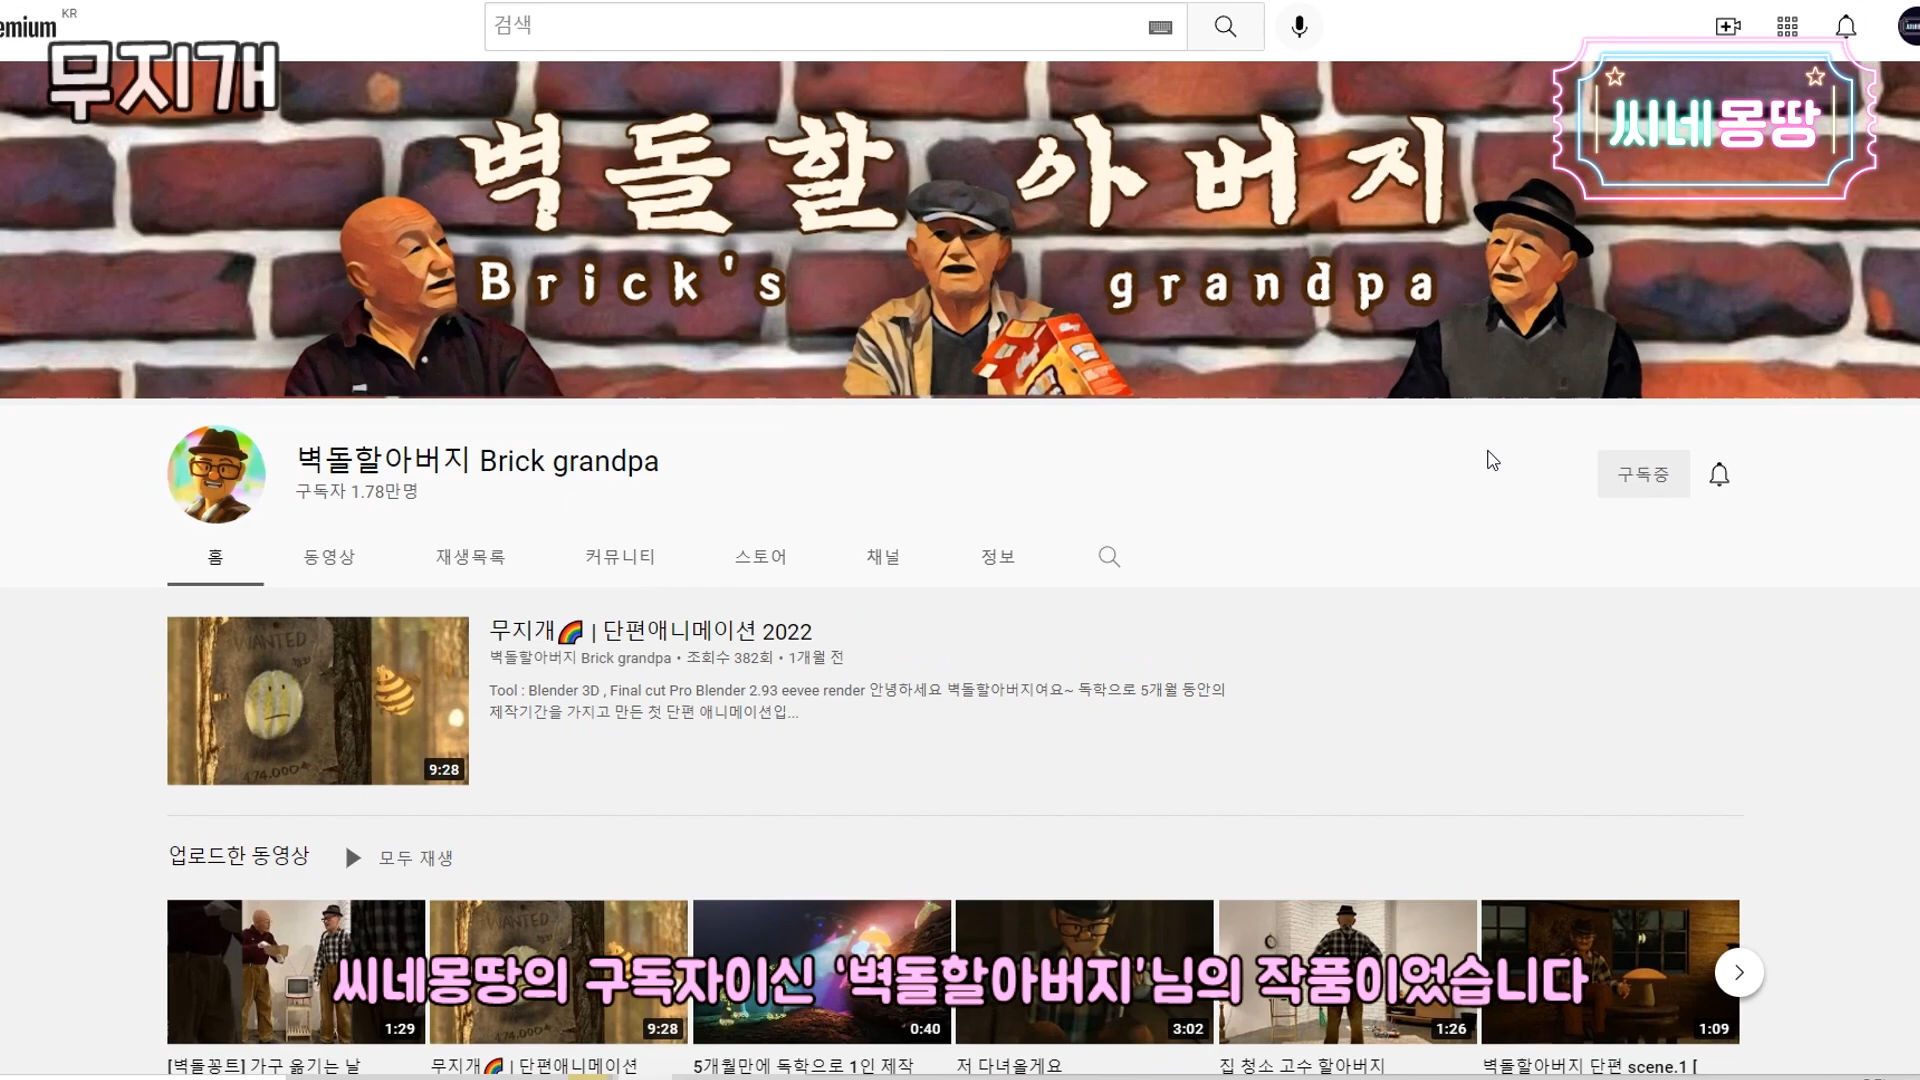 emium KR
검색
무지개
씨네몽땅
벽돌할 아버지
Brick's grandpa
벽돌할아버지 Brick grandpa
구독자 1.78만명
구독중
홈 동영상 재생목록 커뮤니티 스토어 채널 정보
WANTED
474,000
9:28
무지개🌈 | 단편애니메이션 2022
벽돌할아버지 Brick grandpa • 조회수 382회 • 1개월 전
Tool : Blender 3D , Final cut Pro Blender 2.93 eevee render 안녕하세요 벽돌할아버지여요~ 독학으로 5개월 동안의
제작기간을 가지고 만든 첫 단편 애니메이션입...
업로드한 동영상 모두 재생
WANTED
씨네몽땅의 구독자이신 '벽돌할아버지'님의 작품이었습니다
474,000
1:29 9:28 0:40 3:02 1:26 1:09
[벽돌꽁트] 가구 옮기는 날 무지개🌈 | 단편애니메이션 5개월만에 독학으로 1인 제작 저 다녀올게요 집 청소 고수 할아버지 벽돌할아버지 단편 scene.1 [